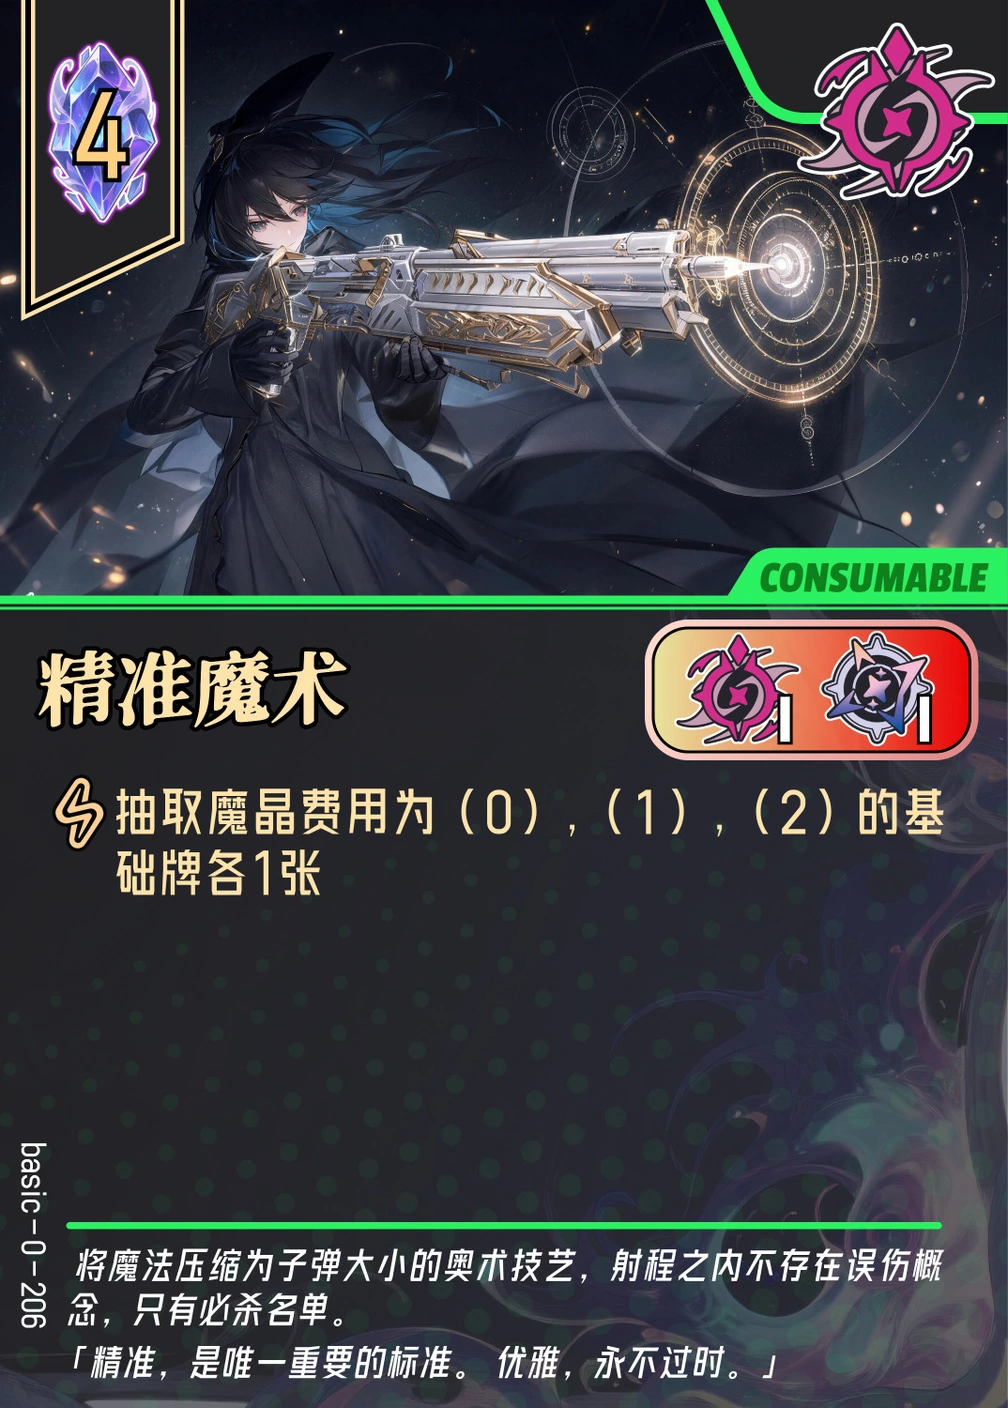 4
CONSUMABLE
精准魔术
1 1
抽取魔晶费用为（0）,（1）,（2）的基
础牌各1张
将魔法压缩为子弹大小的奥术技艺，射程之内不存在误伤概
念，只有必杀名单。
「精准，是唯一重要的标准。 优雅，永不过时。」
basic-0-206